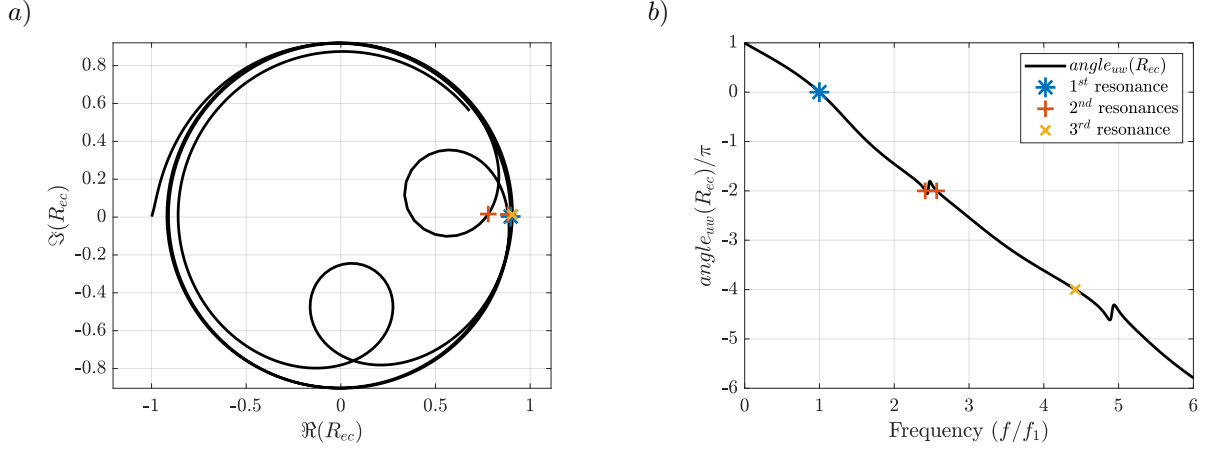 a)
0.8
0.6
0.4
0.2
0
-0.2
-0.4
-0.6
-0.8
ℑ(R_ec)
-1 -0.5 0 0.5 1
ℜ(R_ec)
b)
1
0
-1
-2
-3
-4
-5
-6
angle_uw(R_ec)/π
0 1 2 3 4 5 6
Frequency (f/f_1)
angle_uw(R_ec)
1^st resonance
2^nd resonances
3^rd resonance